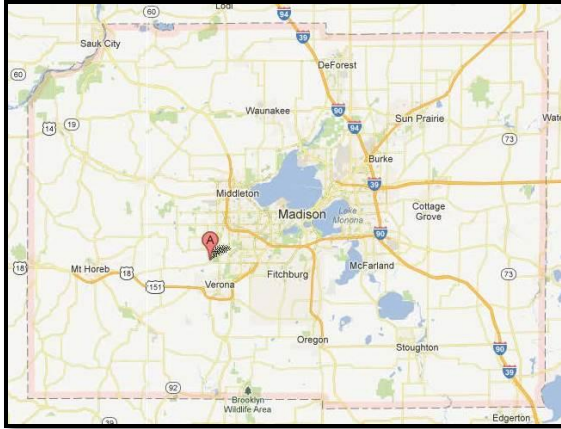 Lodi
60
94
39
Sauk City
60
DeForest
Waunakee
90
94
Sun Prairie
14
19
73
Burke
39
Middleton
Madison
Lake
Monona
Cottage
Grove
90
A
Mt Horeb
18
18
151
Verona
Fitchburg
McFarland
73
Oregon
Stoughton
90
39
92
Brooklyn
Wildlife Area
Edgerton